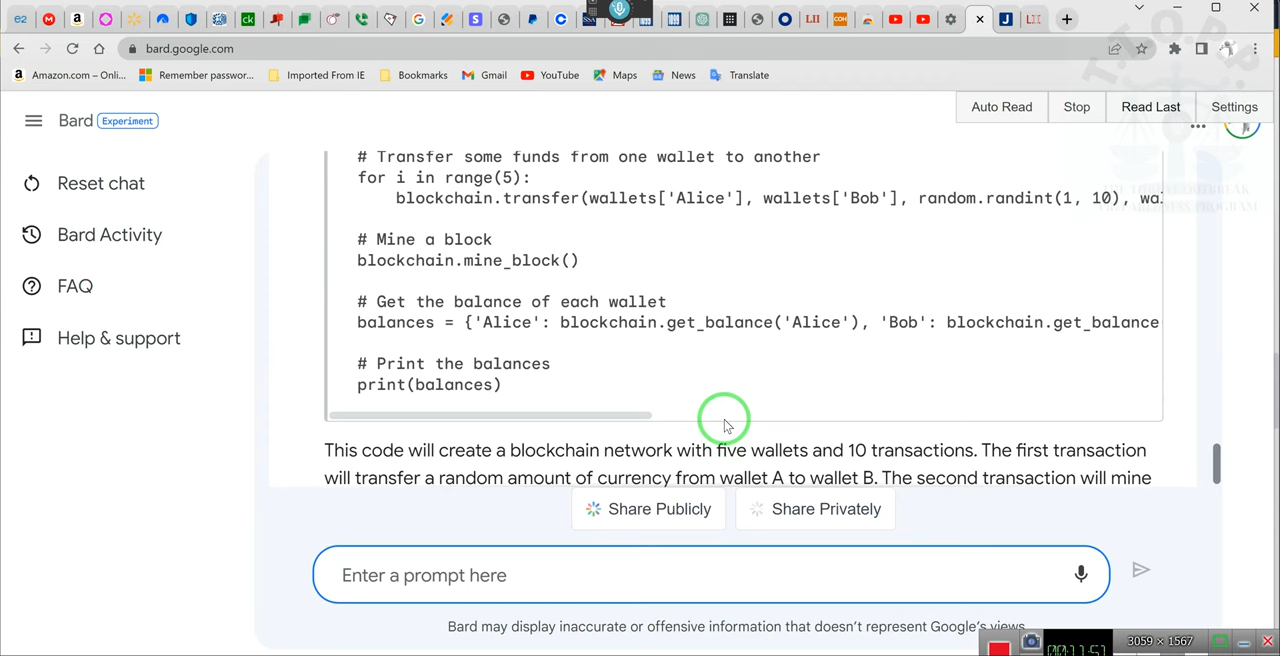 bard.google.com
Amazon.com – Onli...
Remember passwor...
Imported From IE
Bookmarks
Gmail
YouTube
Maps
News
Translate
Auto Read
Stop
Read Last
Settings
Bard
Experiment
Reset chat
Bard Activity
FAQ
Help & support
# Transfer some funds from one wallet to another
for i in range(5):
blockchain.transfer(wallets['Alice'], wallets['Bob'], random.randint(1, 10), wa
# Mine a block
blockchain.mine_block()
# Get the balance of each wallet
balances = {'Alice': blockchain.get_balance('Alice'), 'Bob': blockchain.get_balance
# Print the balances
print(balances)
This code will create a blockchain network with five wallets and 10 transactions. The first transaction
will transfer a random amount of currency from wallet A to wallet B. The second transaction will mine
Share Publicly
Share Privately
Enter a prompt here
Bard may display inaccurate or offensive information that doesn't represent Google's views.
00:11:51
3059 × 1567